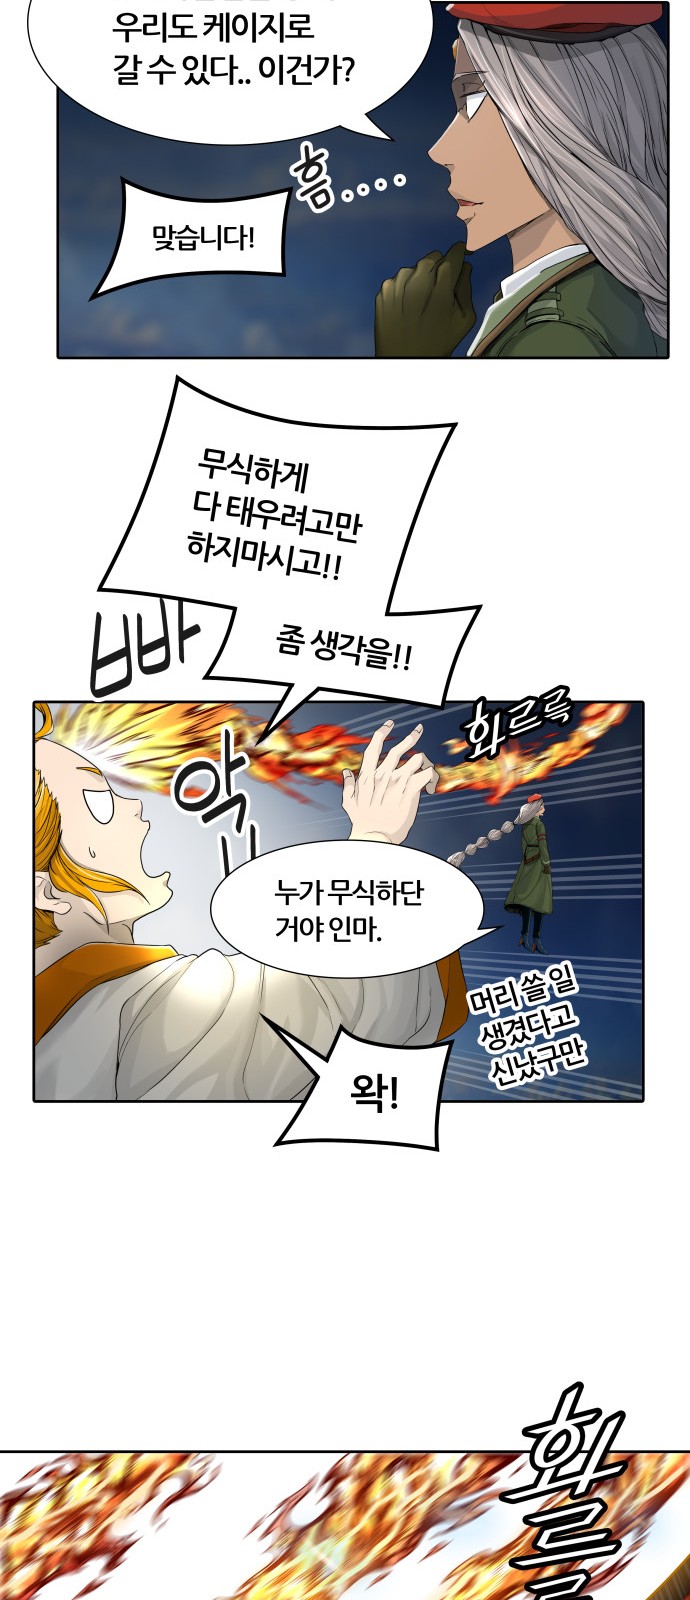 우리도 케이지로
갈 수 있다.. 이건가?
흠....
맞습니다!
무식하게
다 태우려고만
하지마시고!!
좀 생각을!!
빠
악!!
화르륵
누가 무식하단
거야 인마.
머리 쓸 일
생겼다고
신났구만
왁!
화르르